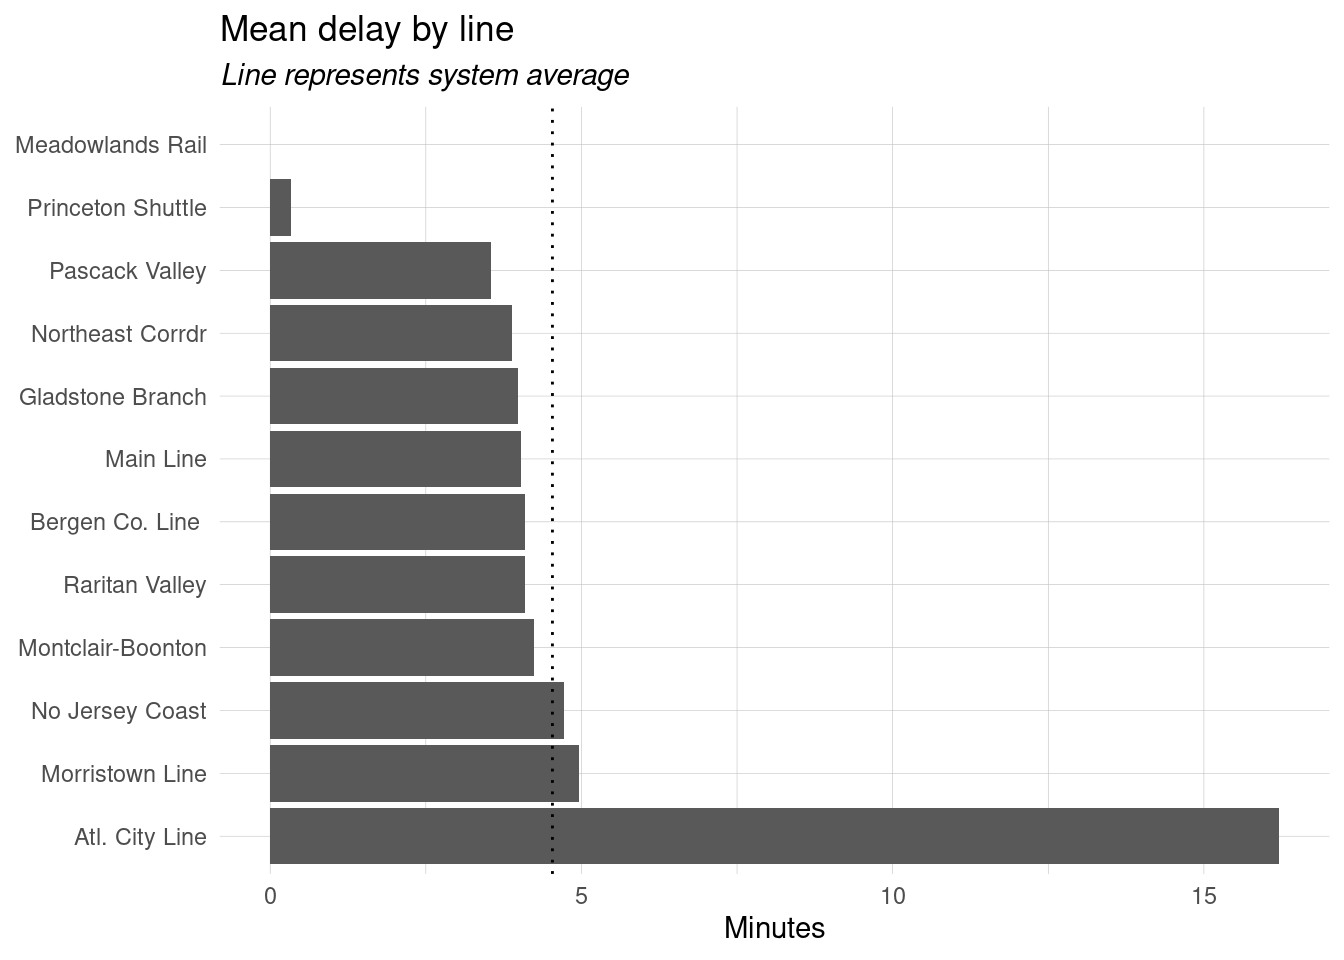 Mean delay by line
Line represents system average
Meadowlands Rail
Princeton Shuttle
Pascack Valley
Northeast Corrdr
Gladstone Branch
Main Line
Bergen Co. Line
Raritan Valley
Montclair-Boonton
No Jersey Coast
Morristown Line
Atl. City Line
0 5 10 15
Minutes